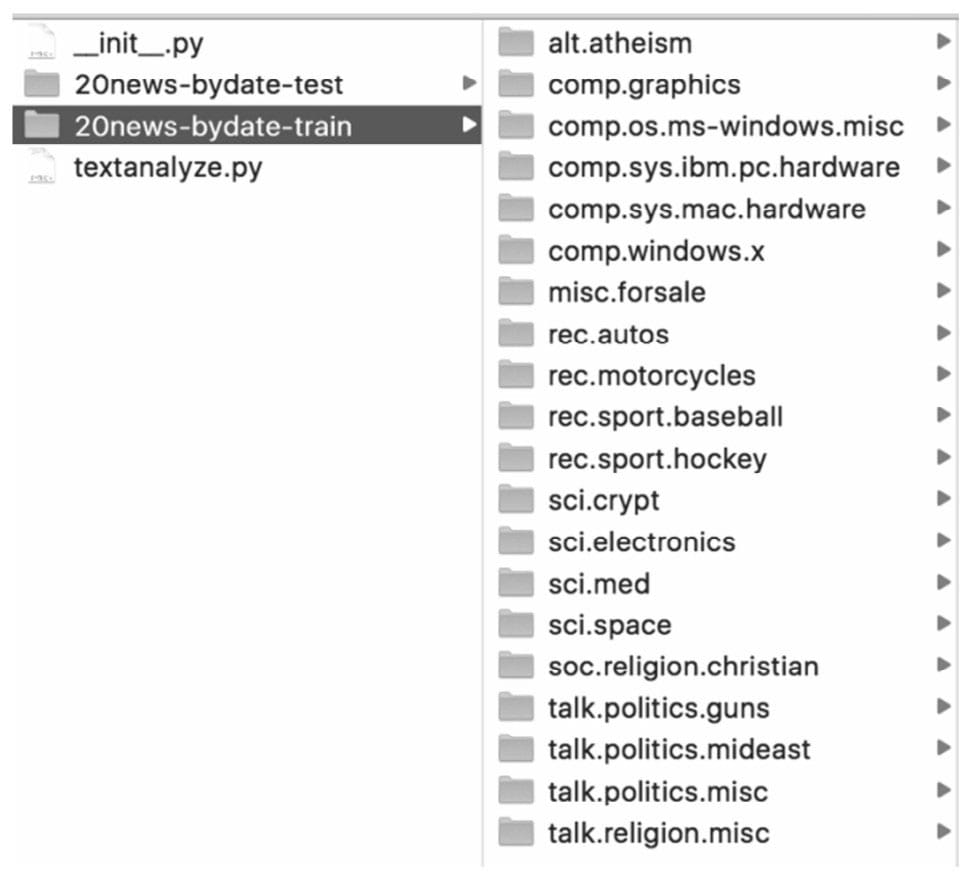 __init__.py
20news-bydate-test
20news-bydate-train
textanalyze.py
alt.atheism
comp.graphics
comp.os.ms-windows.misc
comp.sys.ibm.pc.hardware
comp.sys.mac.hardware
comp.windows.x
misc.forsale
rec.autos
rec.motorcycles
rec.sport.baseball
rec.sport.hockey
sci.crypt
sci.electronics
sci.med
sci.space
soc.religion.christian
talk.politics.guns
talk.politics.mideast
talk.politics.misc
talk.religion.misc